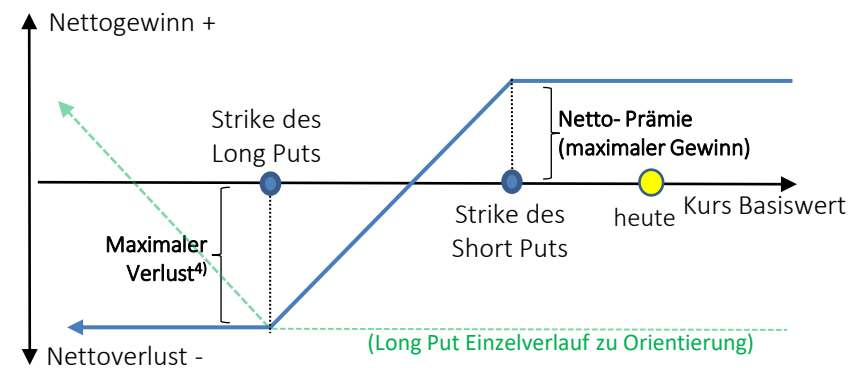 Nettogewinn +
Strike des
Long Puts
Netto- Prämie
(maximaler Gewinn)
Strike des
Short Puts
heute
Kurs Basiswert
Maximaler
Verlust⁴⁾
(Long Put Einzelverlauf zu Orientierung)
Nettoverlust -